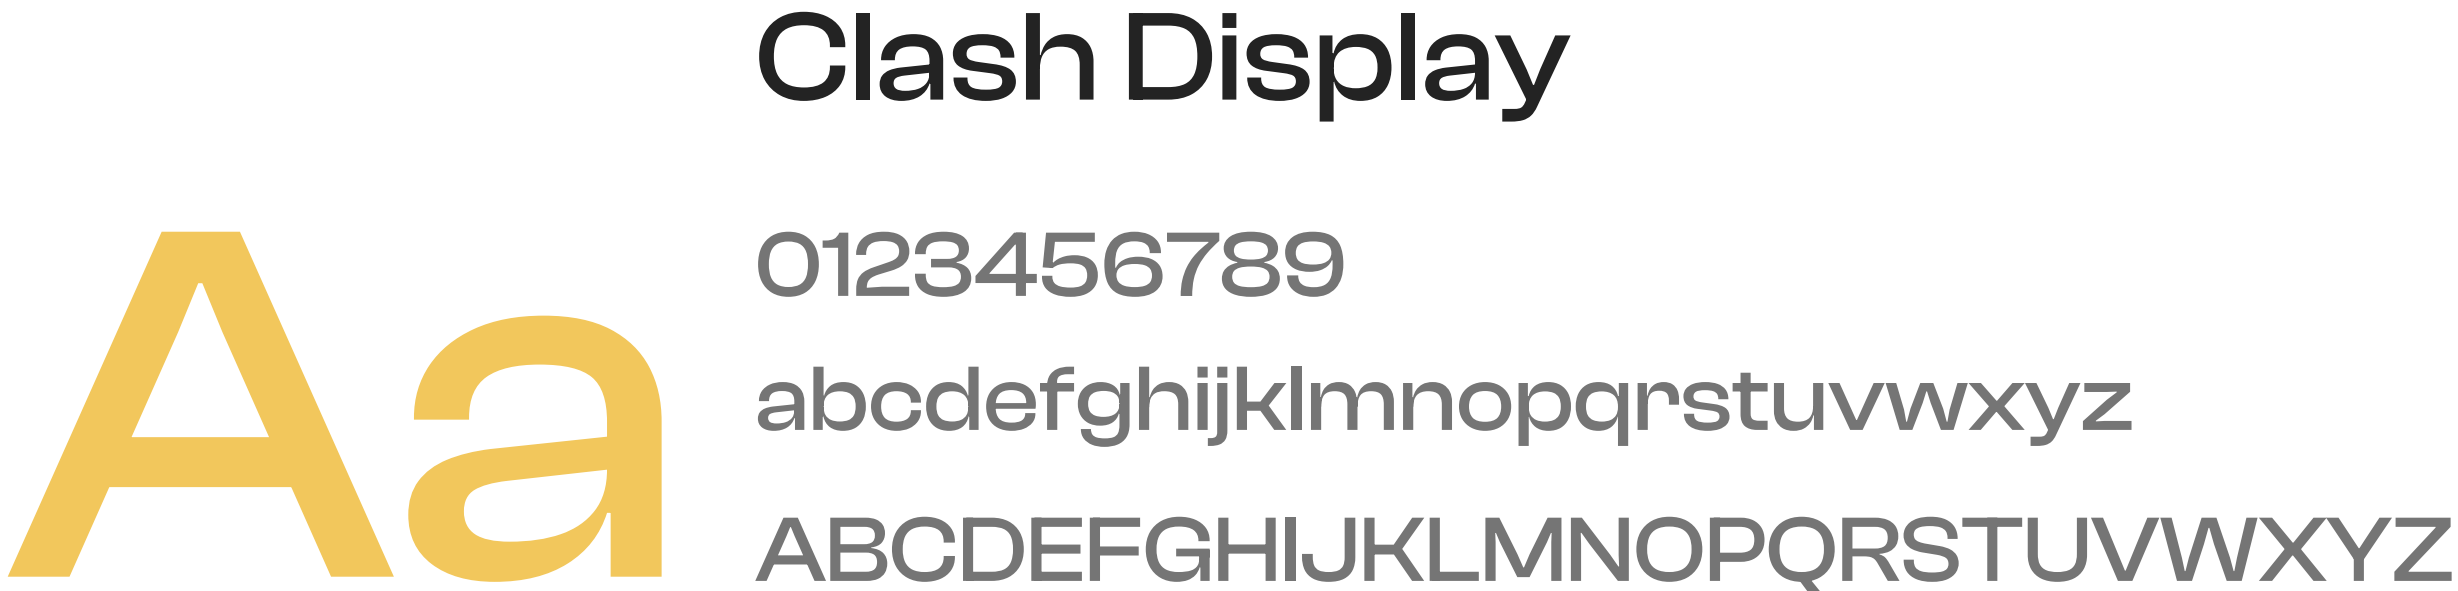 Clash Display
Aa
0123456789
abcdefghijklmnopqrstuvwxyz
ABCDEFGHIJKLMNOPQRSTUVWXYZ